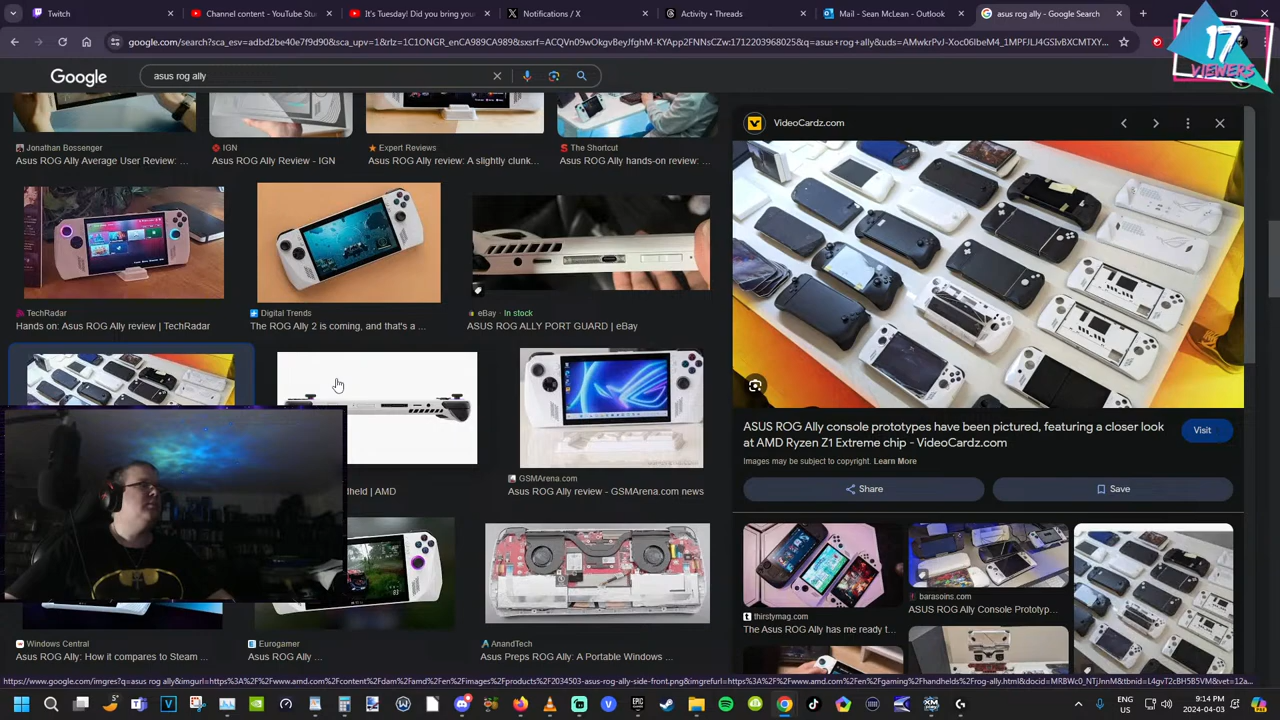 Twitch
Channel content - YouTube Stu
It's Tuesday! Did you bring your
Notifications / X
Activity • Threads
Mail - Sean McLean - Outlook
asus rog ally - Google Search
17
VIEWERS
Google
asus rog ally
Jonathan Bossenger
Asus ROG Ally Average User Review: ...
IGN
Asus ROG Ally Review - IGN
Expert Reviews
Asus ROG Ally review: A slightly clunk...
The Shortcut
Asus ROG Ally hands-on review: ...
TechRadar
Hands on: Asus ROG Ally review | TechRadar
Digital Trends
The ROG Ally 2 is coming, and that's a ...
eBay · In stock
ASUS ROG ALLY PORT GUARD | eBay
dheld | AMD
GSMArena.com
Asus ROG Ally review - GSMArena.com news
Windows Central
Asus ROG Ally: How it compares to Steam ...
Eurogamer
Asus ROG Ally ...
AnandTech
Asus Preps ROG Ally: A Portable Windows ...
VideoCardz.com
ASUS ROG Ally console prototypes have been pictured, featuring a closer look
at AMD Ryzen Z1 Extreme chip - VideoCardz.com
Visit
Images may be subject to copyright. Learn More
Share
Save
thirstymag.com
The Asus ROG Ally has me ready t...
barasoins.com
ASUS ROG Ally Console Prototyp...
ENG
US
9:14 PM
2024-04-03